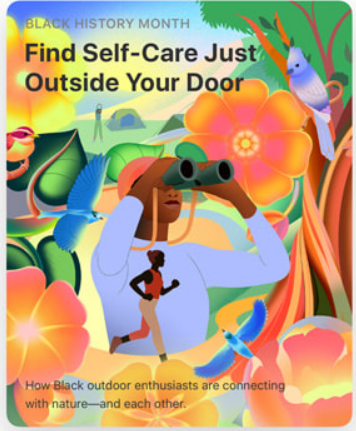 BLACK HISTORY MONTH
Find Self-Care Just
Outside Your Door
How Black outdoor enthusiasts are connecting
with nature—and each other.